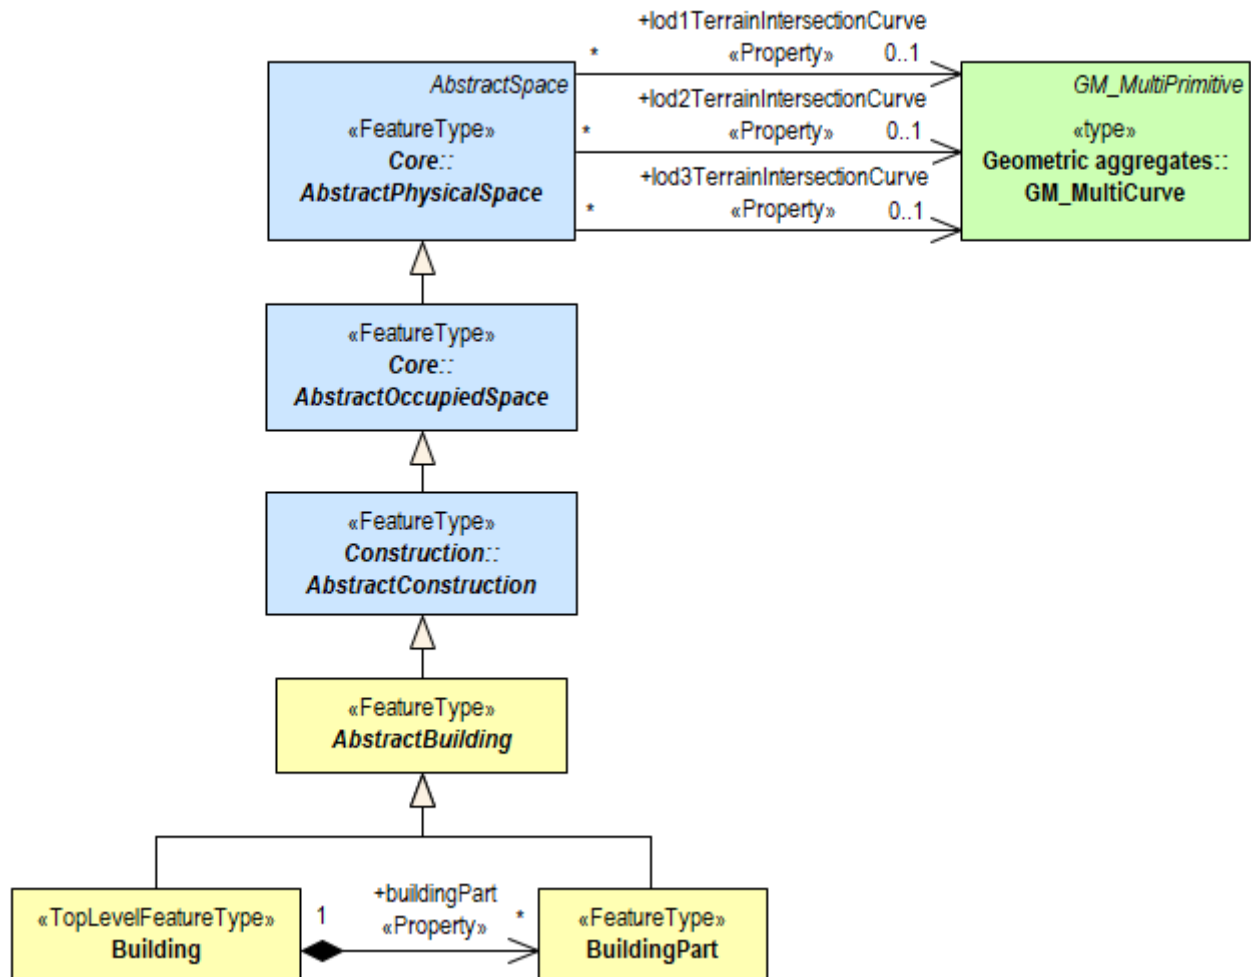 +lod1TerrainIntersectionCurve
* «Property» 0..1
AbstractSpace
«FeatureType»
Core::
AbstractPhysicalSpace
+lod2TerrainIntersectionCurve
* «Property» 0..1
+lod3TerrainIntersectionCurve
* «Property» 0..1
GM_MultiPrimitive
«type»
Geometric aggregates::
GM_MultiCurve
«FeatureType»
Core::
AbstractOccupiedSpace
«FeatureType»
Construction::
AbstractConstruction
«FeatureType»
AbstractBuilding
«TopLevelFeatureType»
Building
+buildingPart
1 «Property» *
«FeatureType»
BuildingPart